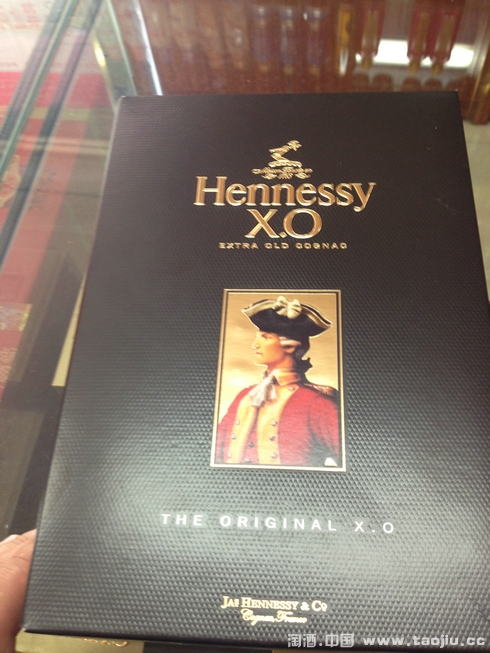 Hennessy
X.O
EXTRA OLD COGNAC
THE ORIGINAL X.O
JAS HENNESSY & Co
Cognac France
淘酒.中国 www.taojiu.cc